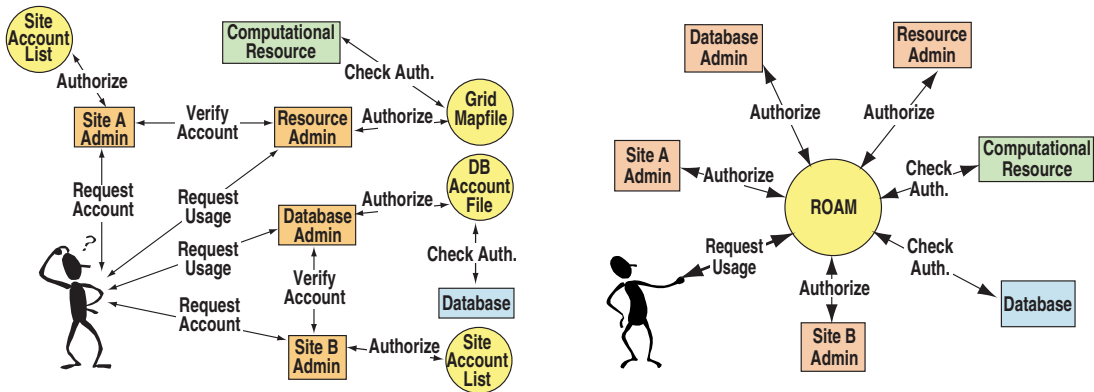 Site
Account
List
Authorize
Site A
Admin
Verify
Account
Resource
Admin
Computational
Resource
Check Auth.
Authorize
Grid
Mapfile
Request
Account
Request
Usage
Database
Admin
Authorize
DB
Account
File
Check Auth.
Database
?
Request
Usage
Verify
Account
Request
Account
Site B
Admin
Authorize
Site
Account
List
Database
Admin
Resource
Admin
Authorize
Authorize
Site A
Admin
Authorize
ROAM
Check
Auth.
Computational
Resource
Request
Usage
Check
Auth.
Database
Authorize
Site B
Admin